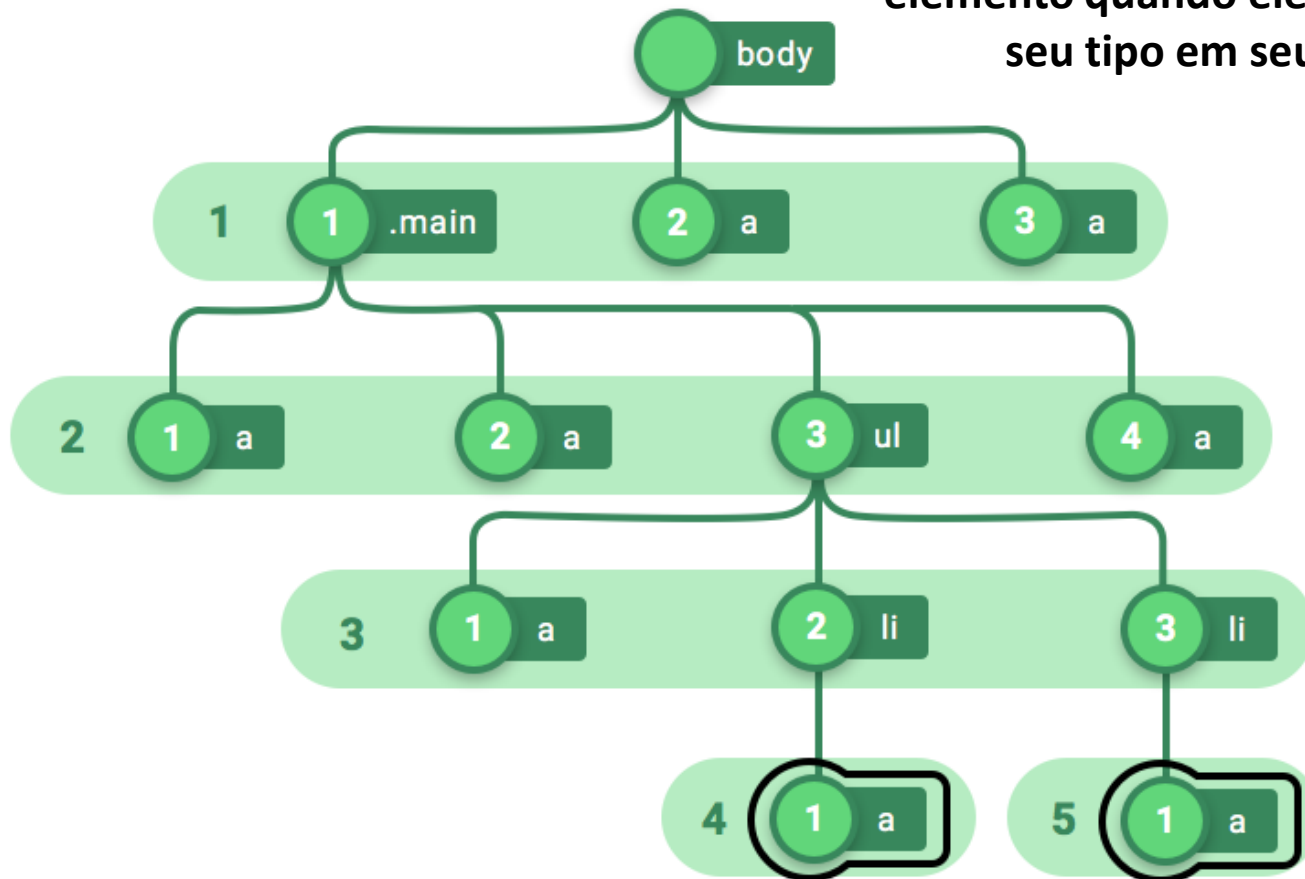 elemento quando ele
seu tipo em seu
body
1 1 .main 2 a 3 a
2 1 a 2 a 3 ul 4 a
3 1 a 2 li 3 li
4 1 a 5 1 a